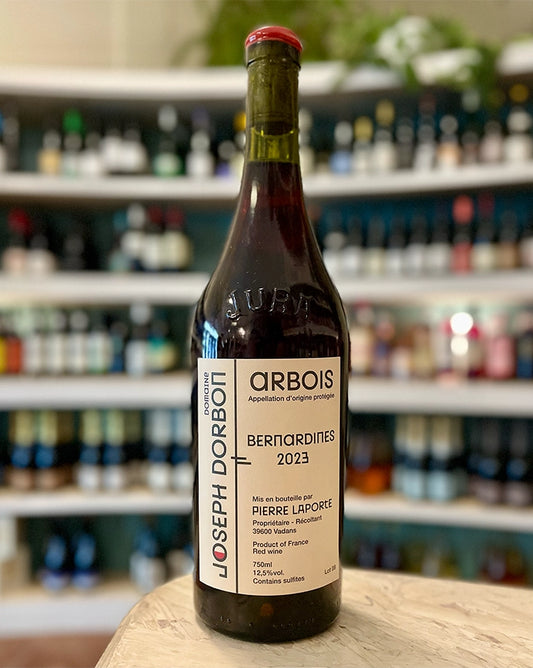 JURA
DOMAINE
JOSEPH DORBON
ARBOIS
Appellation d'origine protégée
BERNARDINES
2023
Mis en bouteille par
PIERRE LAPORTE
Propriétaire - Récoltant
39600 Vadans
Product of France
Red wine
750ml
12,5%vol.
Contains sulfites
Lot